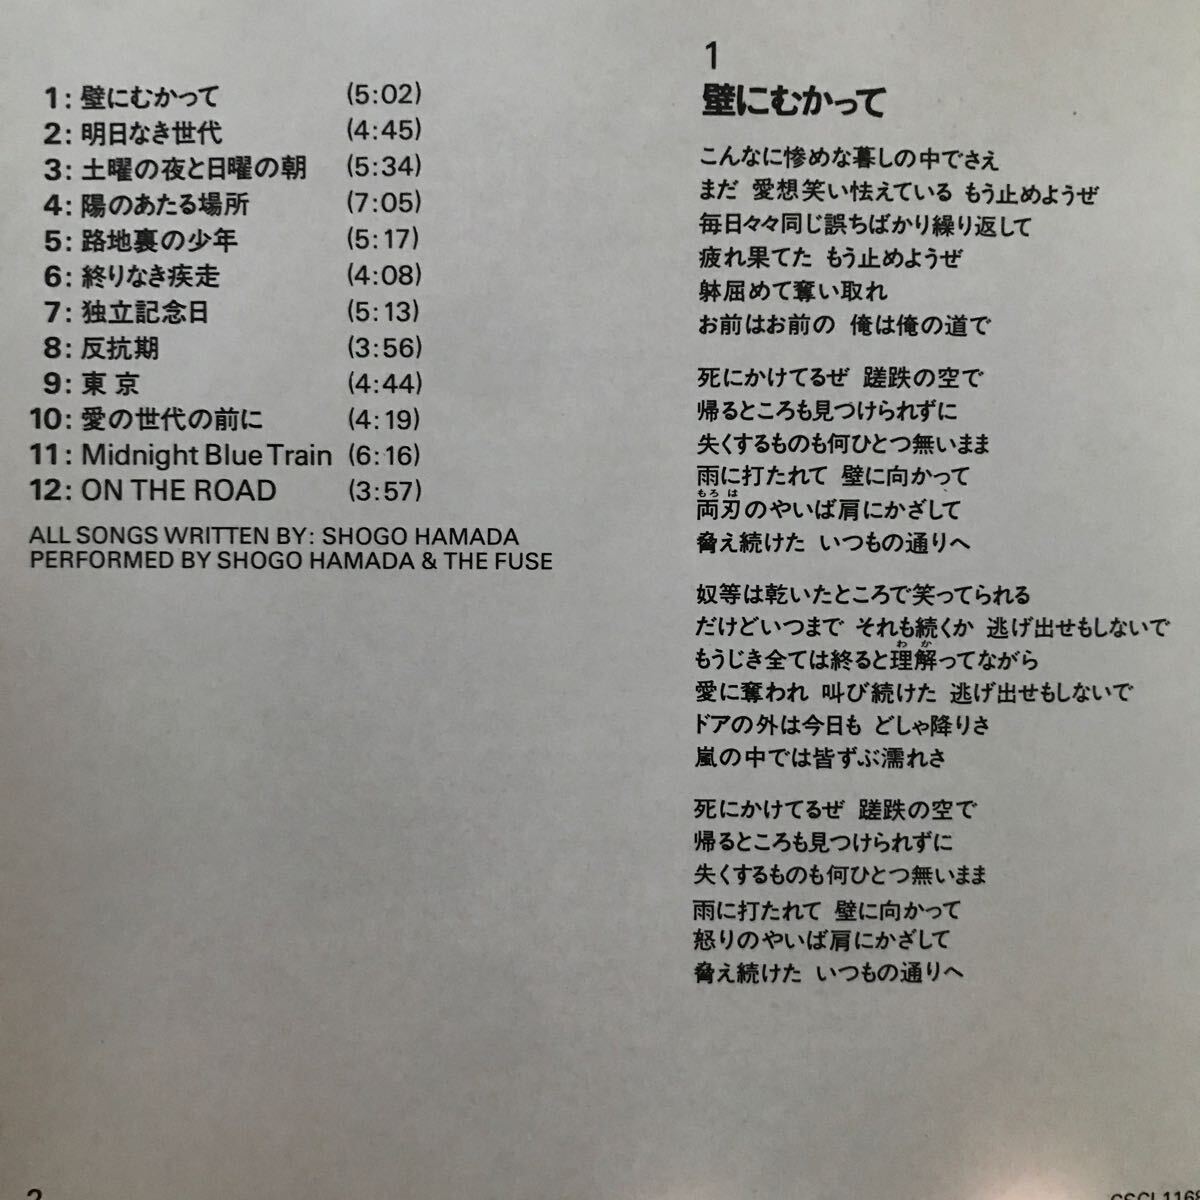 1: 壁にむかって (5:02)
2: 明日なき世代 (4:45)
3: 土曜の夜と日曜の朝 (5:34)
4: 陽のあたる場所 (7:05)
5: 路地裏の少年 (5:17)
6: 終りなき疾走 (4:08)
7: 独立記念日 (5:13)
8: 反抗期 (3:56)
9: 東京 (4:44)
10: 愛の世代の前に (4:19)
11: Midnight Blue Train (6:16)
12: ON THE ROAD (3:57)
ALL SONGS WRITTEN BY: SHOGO HAMADA
PERFORMED BY SHOGO HAMADA & THE FUSE
1
壁にむかって
こんなに惨めな暮しの中でさえ
まだ 愛想笑い怯えている もう止めようぜ
毎日々々同じ誤ちばかり繰り返して
疲れ果てた もう止めようぜ
躰屈めて奪い取れ
お前はお前の 俺は俺の道で
死にかけてるぜ 蹉跌の空で
帰るところも見つけられずに
失くするものも何ひとつ無いまま
雨に打たれて 壁に向かって
もろ は
両刃のやいば肩にかざして
脅え続けた いつもの通りへ
奴等は乾いたところで笑ってられる
だけどいつまで それも続くか 逃げ出せもしないで
わ か
もうじき全ては終ると理解ってながら
愛に奪われ 叫び続けた 逃げ出せもしないで
ドアの外は今日も どしゃ降りさ
嵐の中では皆ずぶ濡れさ
死にかけてるぜ 蹉跌の空で
帰るところも見つけられずに
失くするものも何ひとつ無いまま
雨に打たれて 壁に向かって
怒りのやいば肩にかざして
脅え続けた いつもの通りへ
2